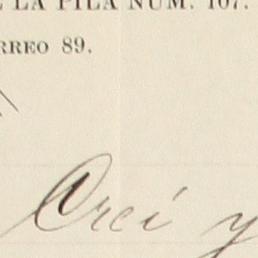 LA PILA NUM. 107.
RREO 89.
Creí y